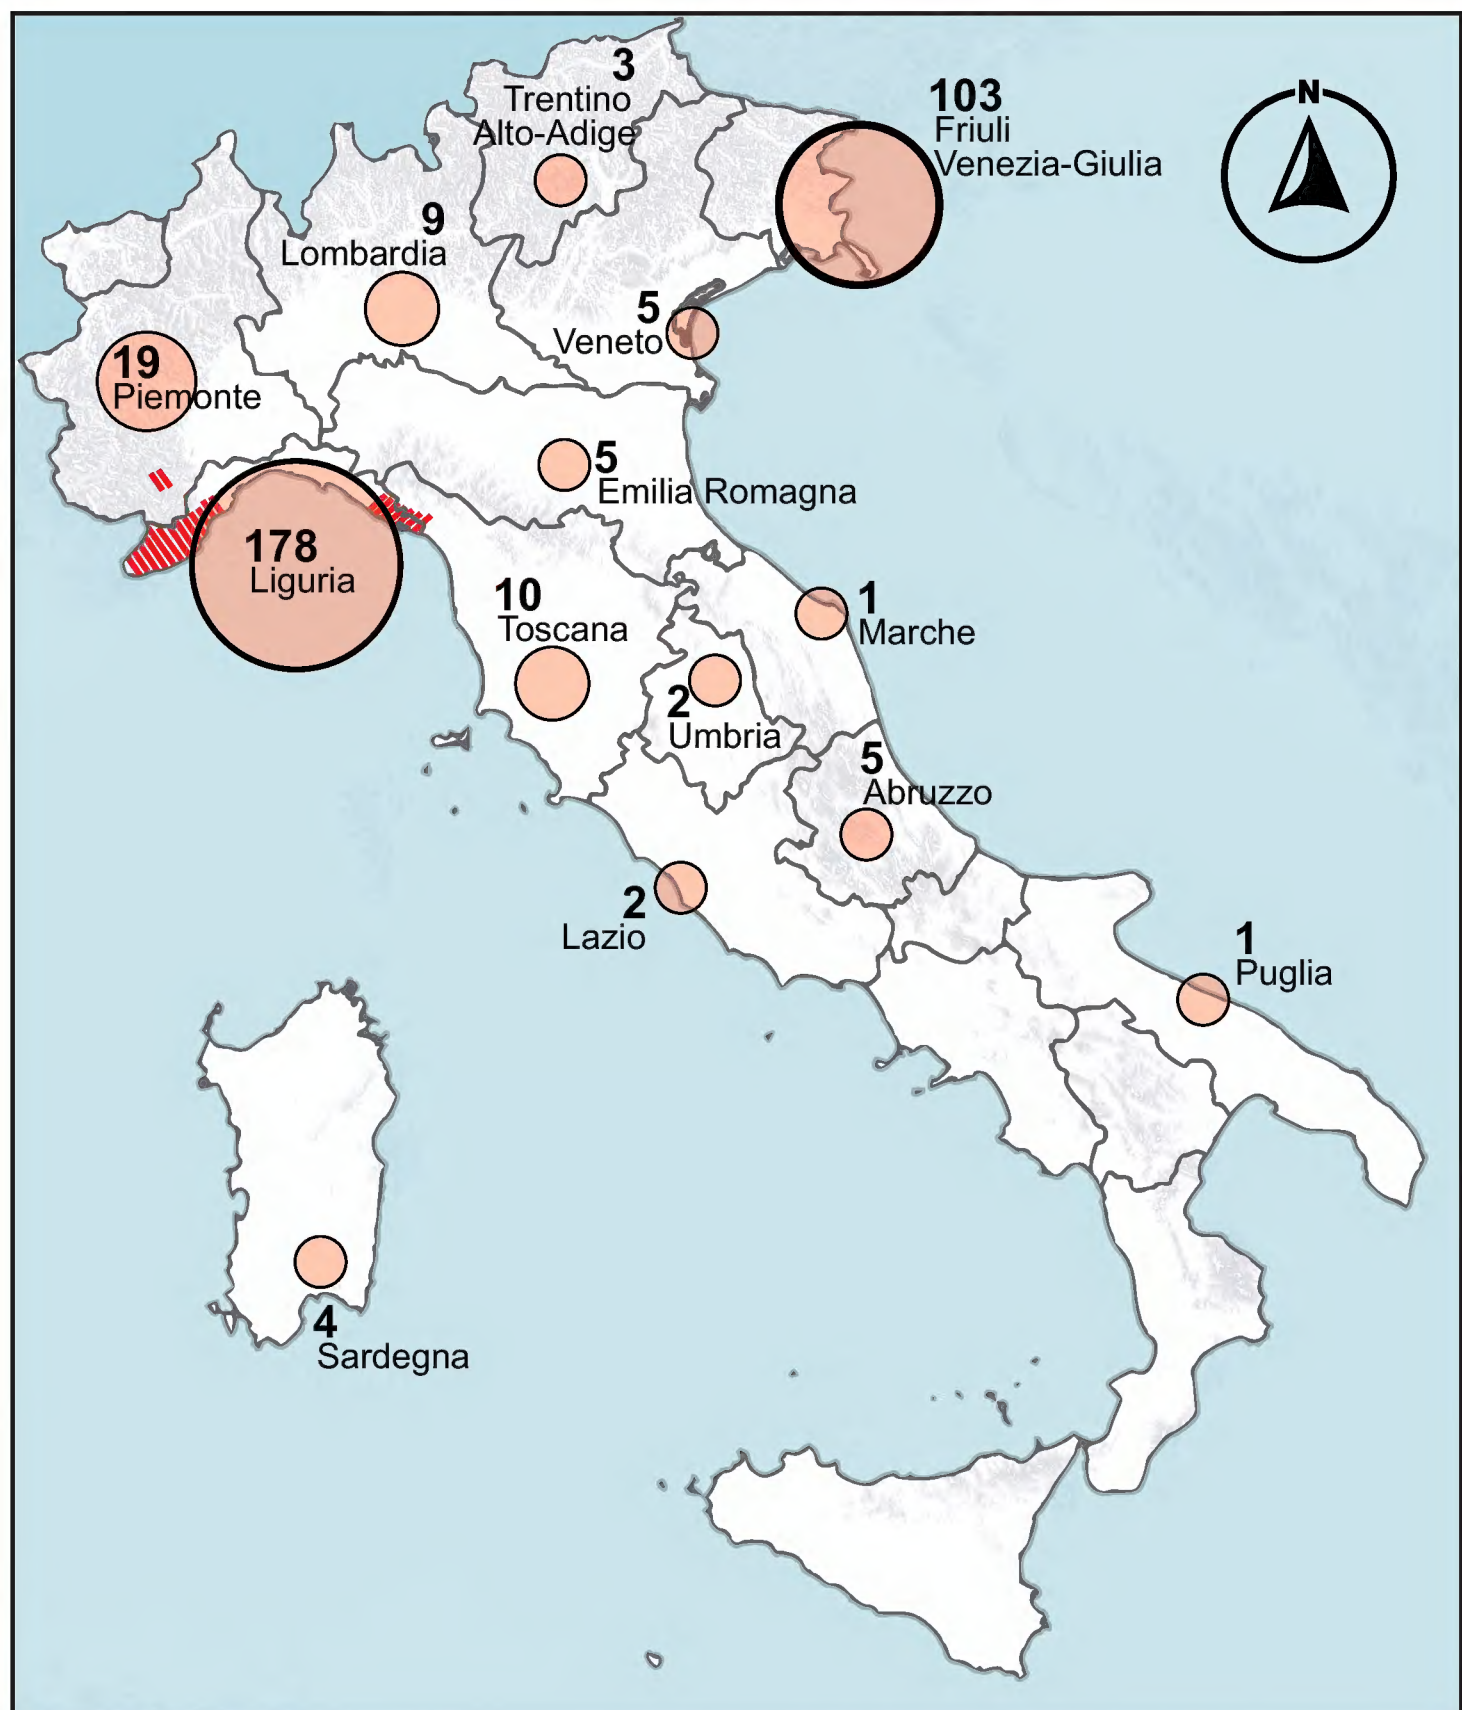 3
Trentino
Alto-Adige
103
Friuli
Venezia-Giulia
N
9
Lombardia
5
Veneto
19
Piemonte
5
Emilia Romagna
178
Liguria
10
Toscana
1
Marche
2
Umbria
5
Abruzzo
2
Lazio
1
Puglia
4
Sardegna